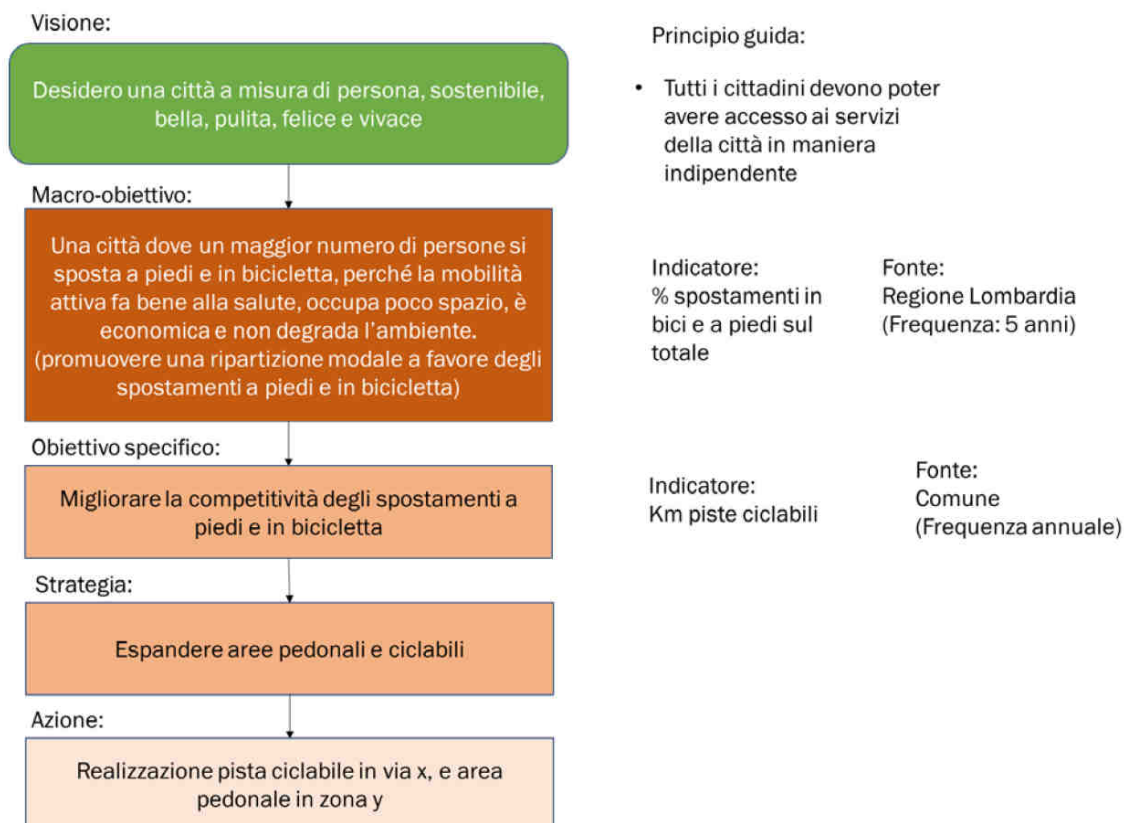 Visione:
Desidero una città a misura di persona, sostenibile,
bella, pulita, felice e vivace
Principio guida:
• Tutti i cittadini devono poter
avere accesso ai servizi
della città in maniera
indipendente
Macro-obiettivo:
Una città dove un maggior numero di persone si
sposta a piedi e in bicicletta, perché la mobilità
attiva fa bene alla salute, occupa poco spazio, è
economica e non degrada l'ambiente.
(promuovere una ripartizione modale a favore degli
spostamenti a piedi e in bicicletta)
Indicatore:
% spostamenti in
bici e a piedi sul
totale
Fonte:
Regione Lombardia
(Frequenza: 5 anni)
Obiettivo specifico:
Migliorare la competitività degli spostamenti a
piedi e in bicicletta
Indicatore:
Km piste ciclabili
Fonte:
Comune
(Frequenza annuale)
Strategia:
Espandere aree pedonali e ciclabili
Azione:
Realizzazione pista ciclabile in via x, e area
pedonale in zona y